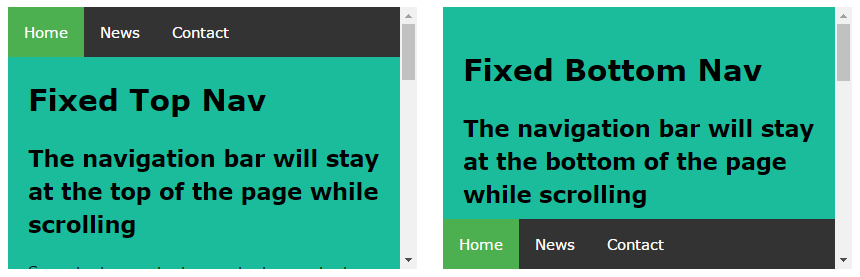 Home News Contact
Fixed Top Nav
The navigation bar will stay
at the top of the page while
scrolling
Home News Contact
Fixed Bottom Nav
The navigation bar will stay
at the bottom of the page
while scrolling